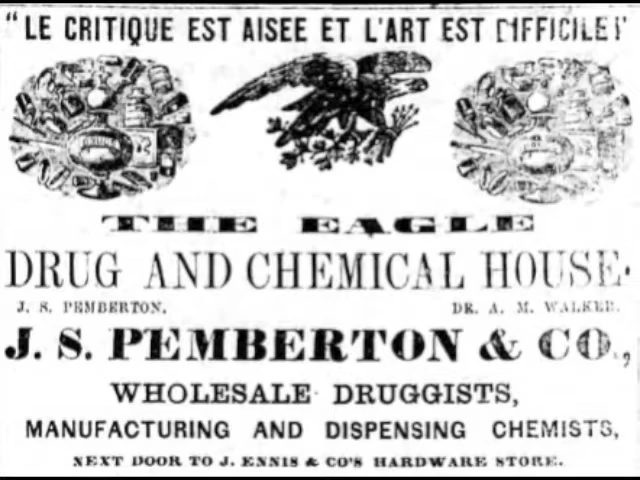 "LE CRITIQUE EST AISEE ET L'ART EST DIFFICILE!"
DRUGS
THE EAGLE
DRUG AND CHEMICAL HOUSE.
J. S. PEMBERTON. DR. A. M. WALKER.
J. S. PEMBERTON & CO.,
WHOLESALE DRUGGISTS,
MANUFACTURING AND DISPENSING CHEMISTS,
NEXT DOOR TO J. ENNIS & CO'S HARDWARE STORE.